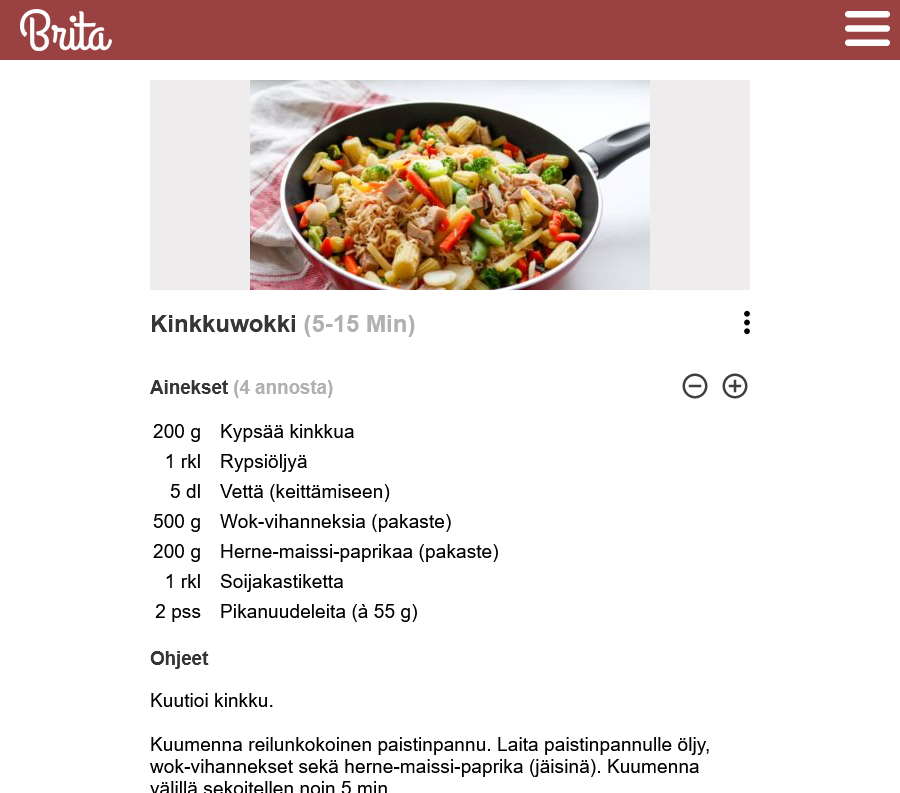 Brita
Kinkkuwokki (5-15 Min)
Ainekset (4 annosta)
200 g Kypsää kinkkua
1 rkl Rypsiöljyä
5 dl Vettä (keittämiseen)
500 g Wok-vihanneksia (pakaste)
200 g Herne-maissi-paprikaa (pakaste)
1 rkl Soijakastiketta
2 pss Pikanuudeleita (à 55 g)
Ohjeet
Kuutioi kinkku.
Kuumenna reilunkokoinen paistinpannu. Laita paistinpannulle öljy,
wok-vihannekset sekä herne-maissi-paprika (jäisinä). Kuumenna
välillä sekoitellen noin 5 min.